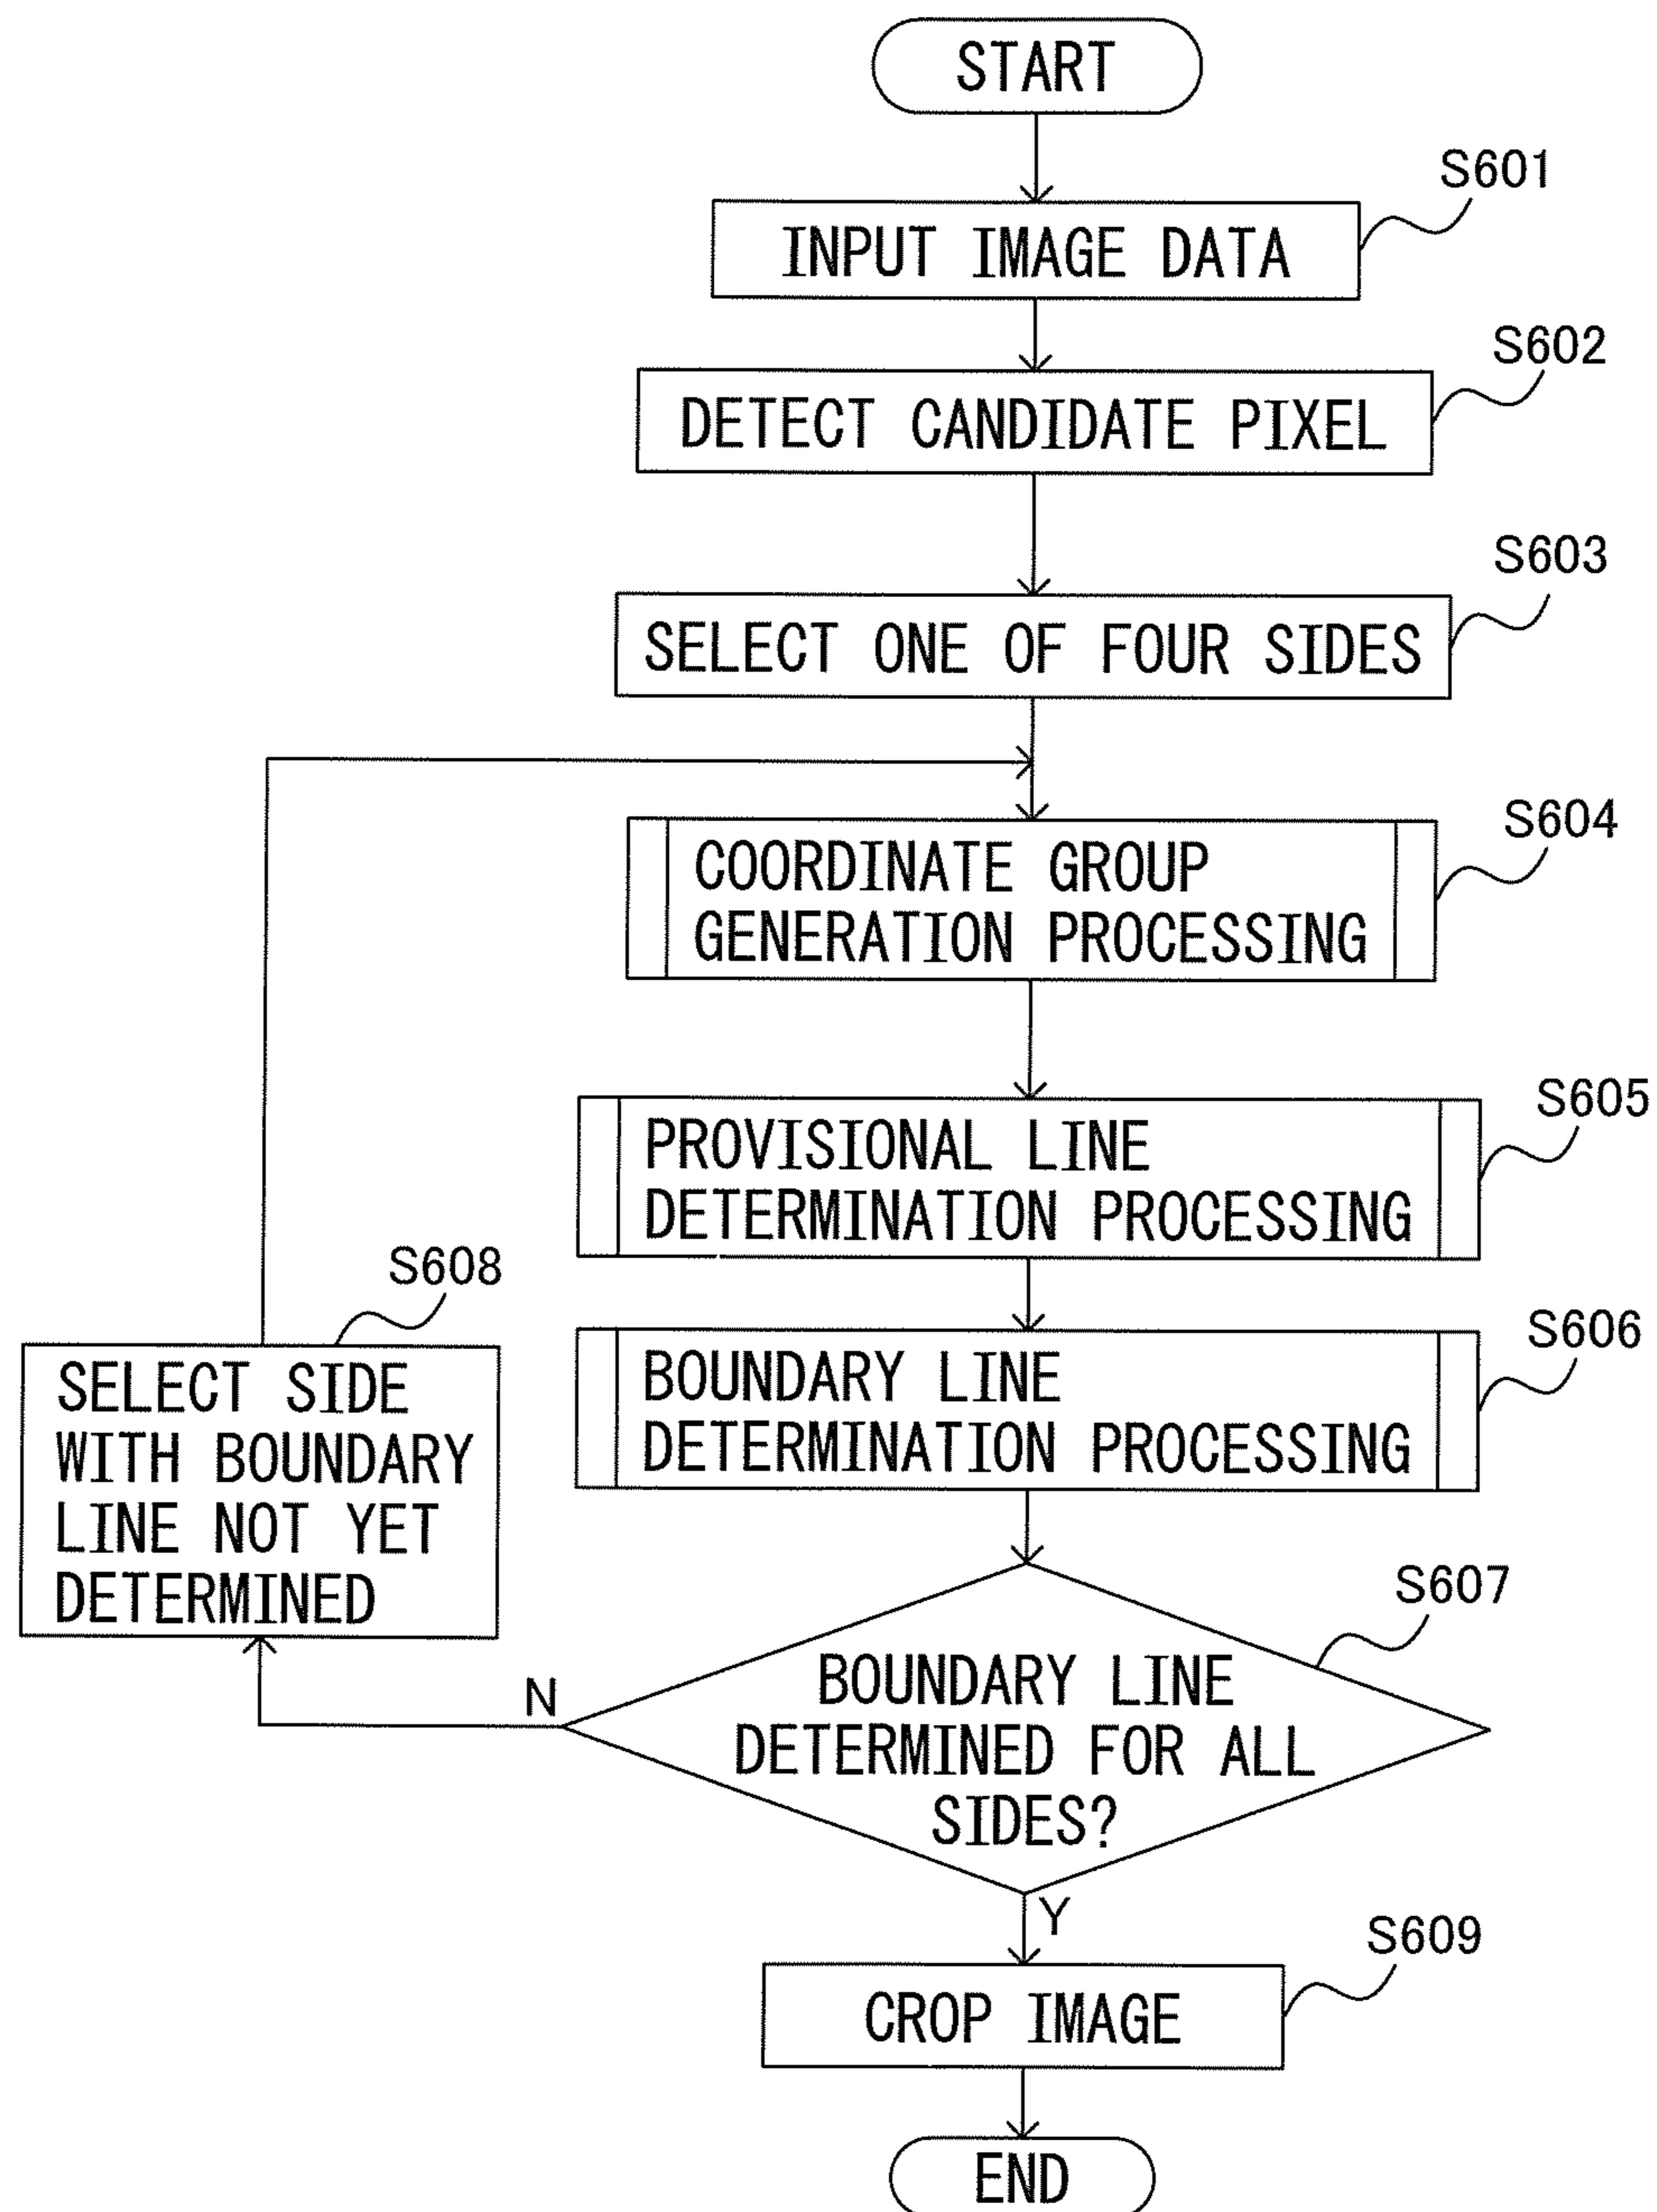 START
S601
INPUT IMAGE DATA
S602
DETECT CANDIDATE PIXEL
S603
SELECT ONE OF FOUR SIDES
S604
COORDINATE GROUP
GENERATION PROCESSING
S605
PROVISIONAL LINE
DETERMINATION PROCESSING
S606
BOUNDARY LINE
DETERMINATION PROCESSING
S608
SELECT SIDE
WITH BOUNDARY
LINE NOT YET
DETERMINED
S607
BOUNDARY LINE
DETERMINED FOR ALL
SIDES?
N
Y
S609
CROP IMAGE
END